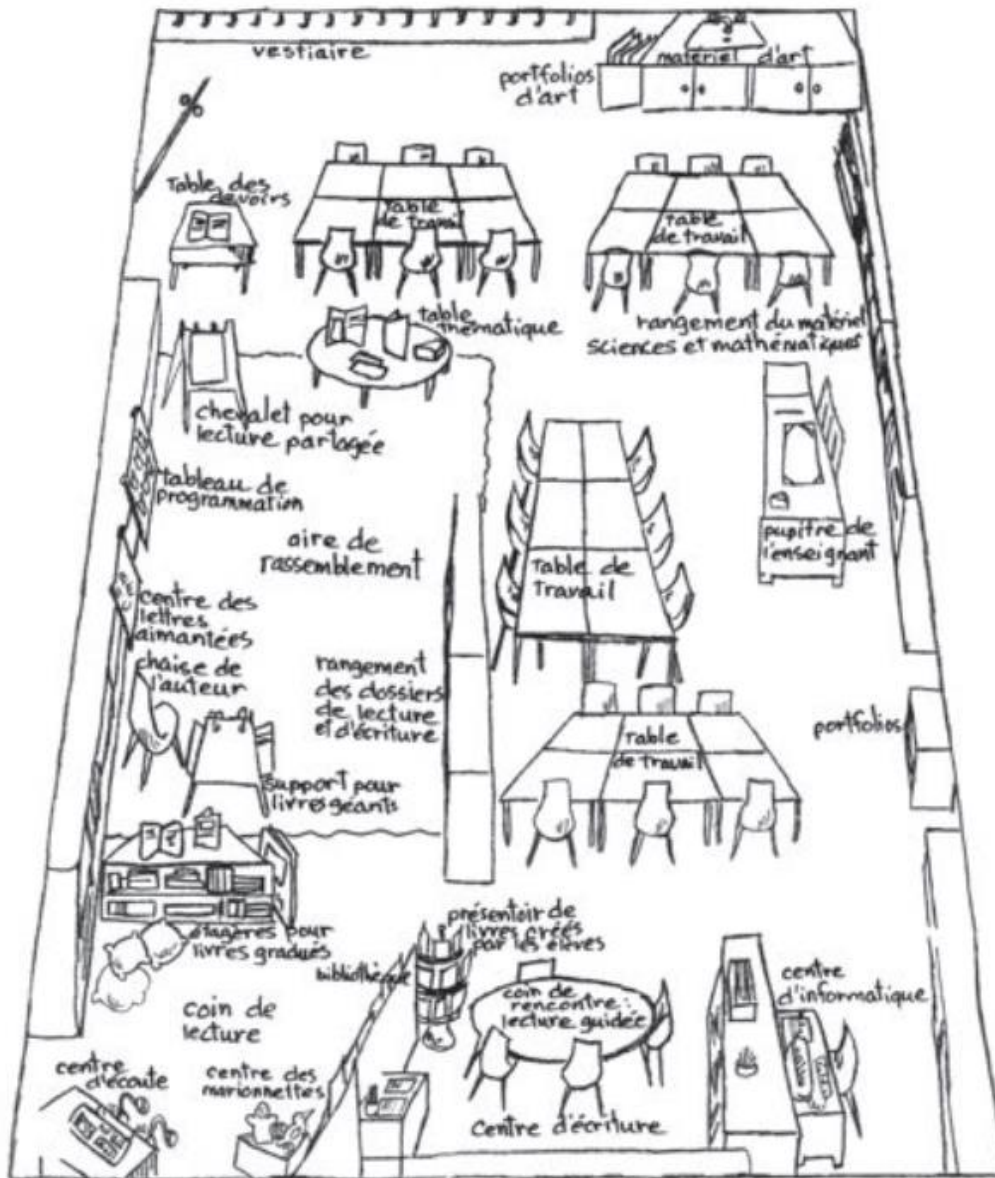 vestiaire
matériel d'art
portfolios
d'art
table des
devoirs
table
de travail
table
de travail
table
thématique
rangement du matériel
sciences et mathématiques
chevalet pour
lecture partagée
tableau de
programmation
aire de
rassemblement
table de
travail
pupitre de
l'enseignant
centre des
lettres
aimantées
chaise de
l'auteur
rangement
des dossiers
de lecture
et d'écriture
support pour
livres géants
table
de travail
portfolios
étagères pour
livres gradués
présentoir de
livres créés
par les élèves
bibliothèque
coin de
rencontre :
lecture guidée
centre
d'informatique
coin de
lecture
centre
d'écoute
centre des
marionnettes
centre d'écriture